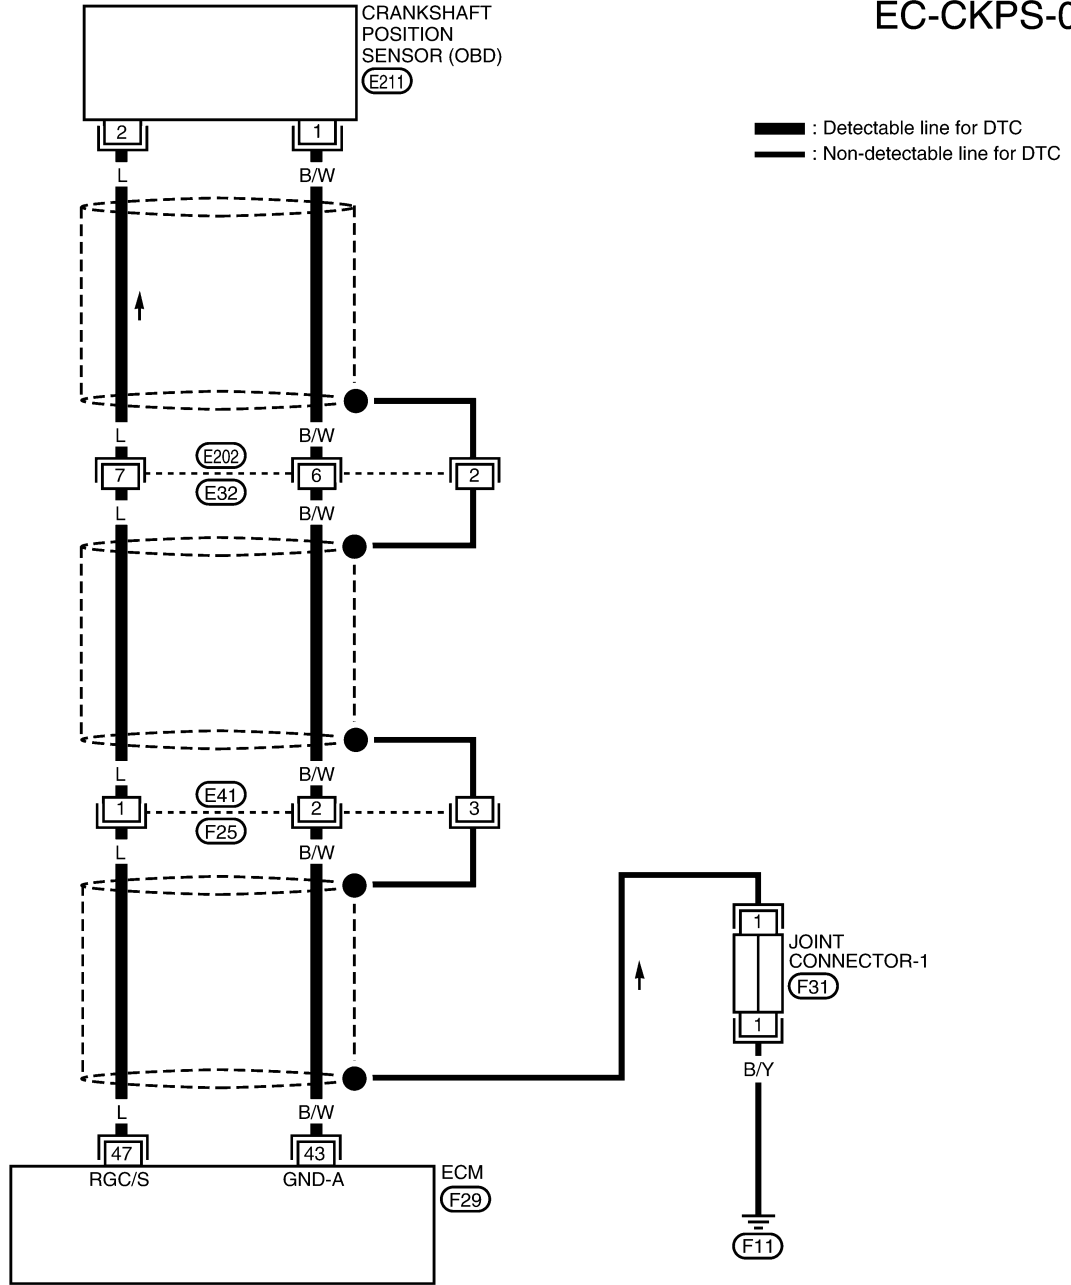 EC-CKPS-0
CRANKSHAFT
POSITION
SENSOR (OBD)
E211
2 1
: Detectable line for DTC
: Non-detectable line for DTC
L B/W
L B/W
E202
7 6 2
E32
L B/W
L B/W
E41
1 2 3
F25
L B/W
1
JOINT
CONNECTOR-1
F31
1
B/Y
L B/W
47 43
RGC/S GND-A
ECM
F29
F11